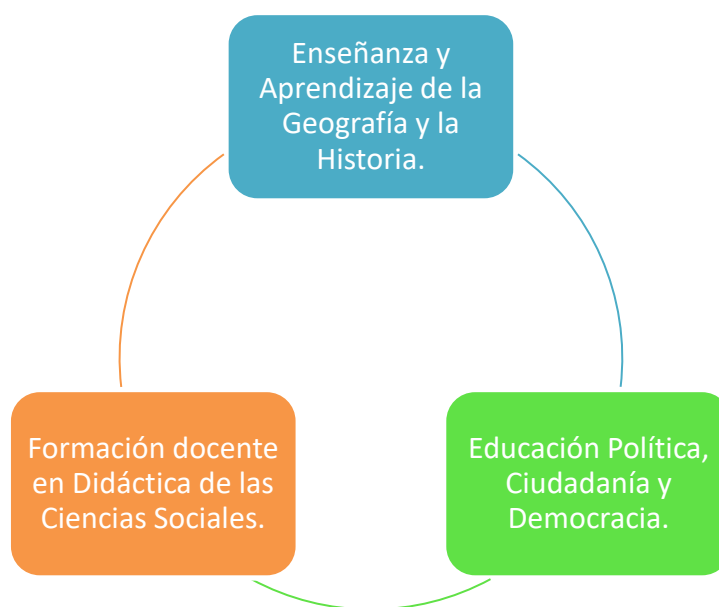 Enseñanza y
Aprendizaje de la
Geografía y la
Historia.
Formación docente
en Didáctica de las
Ciencias Sociales.
Educación Política,
Ciudadanía y
Democracia.